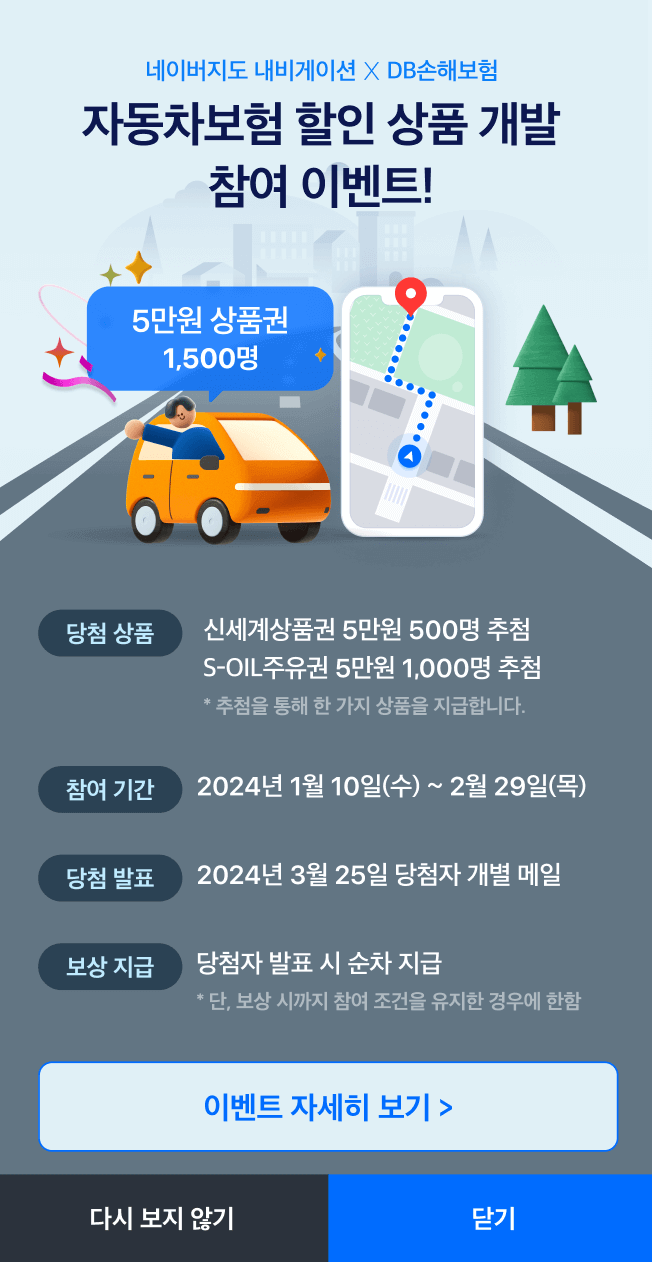 네이버지도 내비게이션 X DB손해보험
자동차보험 할인 상품 개발
참여 이벤트!
5만원 상품권
1,500명
당첨 상품
신세계상품권 5만원 500명 추첨
S-OIL주유권 5만원 1,000명 추첨
* 추첨을 통해 한 가지 상품을 지급합니다.
참여 기간
2024년 1월 10일(수) ~ 2월 29일(목)
당첨 발표
2024년 3월 25일 당첨자 개별 메일
보상 지급
당첨자 발표 시 순차 지급
* 단, 보상 시까지 참여 조건을 유지한 경우에 한함
이벤트 자세히 보기 >
다시 보지 않기
닫기